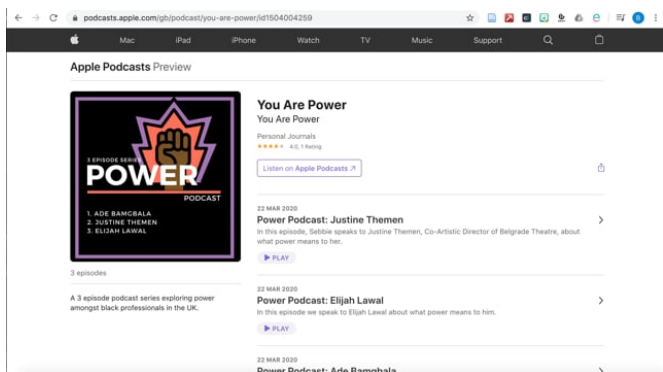 podcasts.apple.com/gb/podcast/you-are-power/id1504004259
Mac iPad iPhone Watch TV Music Support
Apple Podcasts Preview
3 EPISODE SERIES
POWER
PODCAST
1. ADE BAMGBALA
2. JUSTINE THEMEN
3. ELIJAH LAWAL
3 episodes
A 3 episode podcast series exploring power
amongst black professionals in the UK.
You Are Power
You Are Power
Personal Journals
4.0, 1 Rating
Listen on Apple Podcasts ↗
22 MAR 2020
Power Podcast: Justine Themen
In this episode, Sebbie speaks to Justine Themen, Co-Artistic Director of Belgrade Theatre, about
what power means to her.
PLAY
22 MAR 2020
Power Podcast: Elijah Lawal
In this episode we speak to Elijah Lawal about what power means to him.
PLAY
22 MAR 2020
Power Podcast: Ade Bamgbala